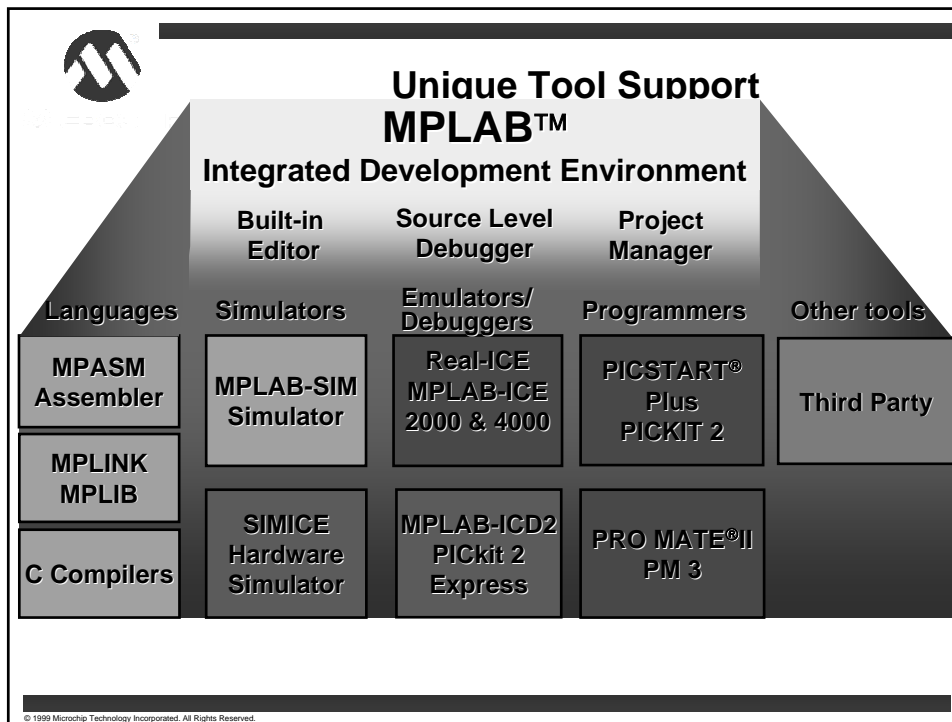 Unique Tool Support
MPLAB™
Integrated Development Environment
Built-in
Editor
Source Level
Debugger
Project
Manager
Languages
Simulators
Emulators/
Debuggers
Programmers
Other tools
MPASM
Assembler
MPLINK
MPLIB
C Compilers
MPLAB-SIM
Simulator
SIMICE
Hardware
Simulator
Real-ICE
MPLAB-ICE
2000 & 4000
MPLAB-ICD2
PICkit 2
Express
PICSTART®
Plus
PICKIT 2
PRO MATE®II
PM 3
Third Party
© 1999 Microchip Technology Incorporated. All Rights Reserved.